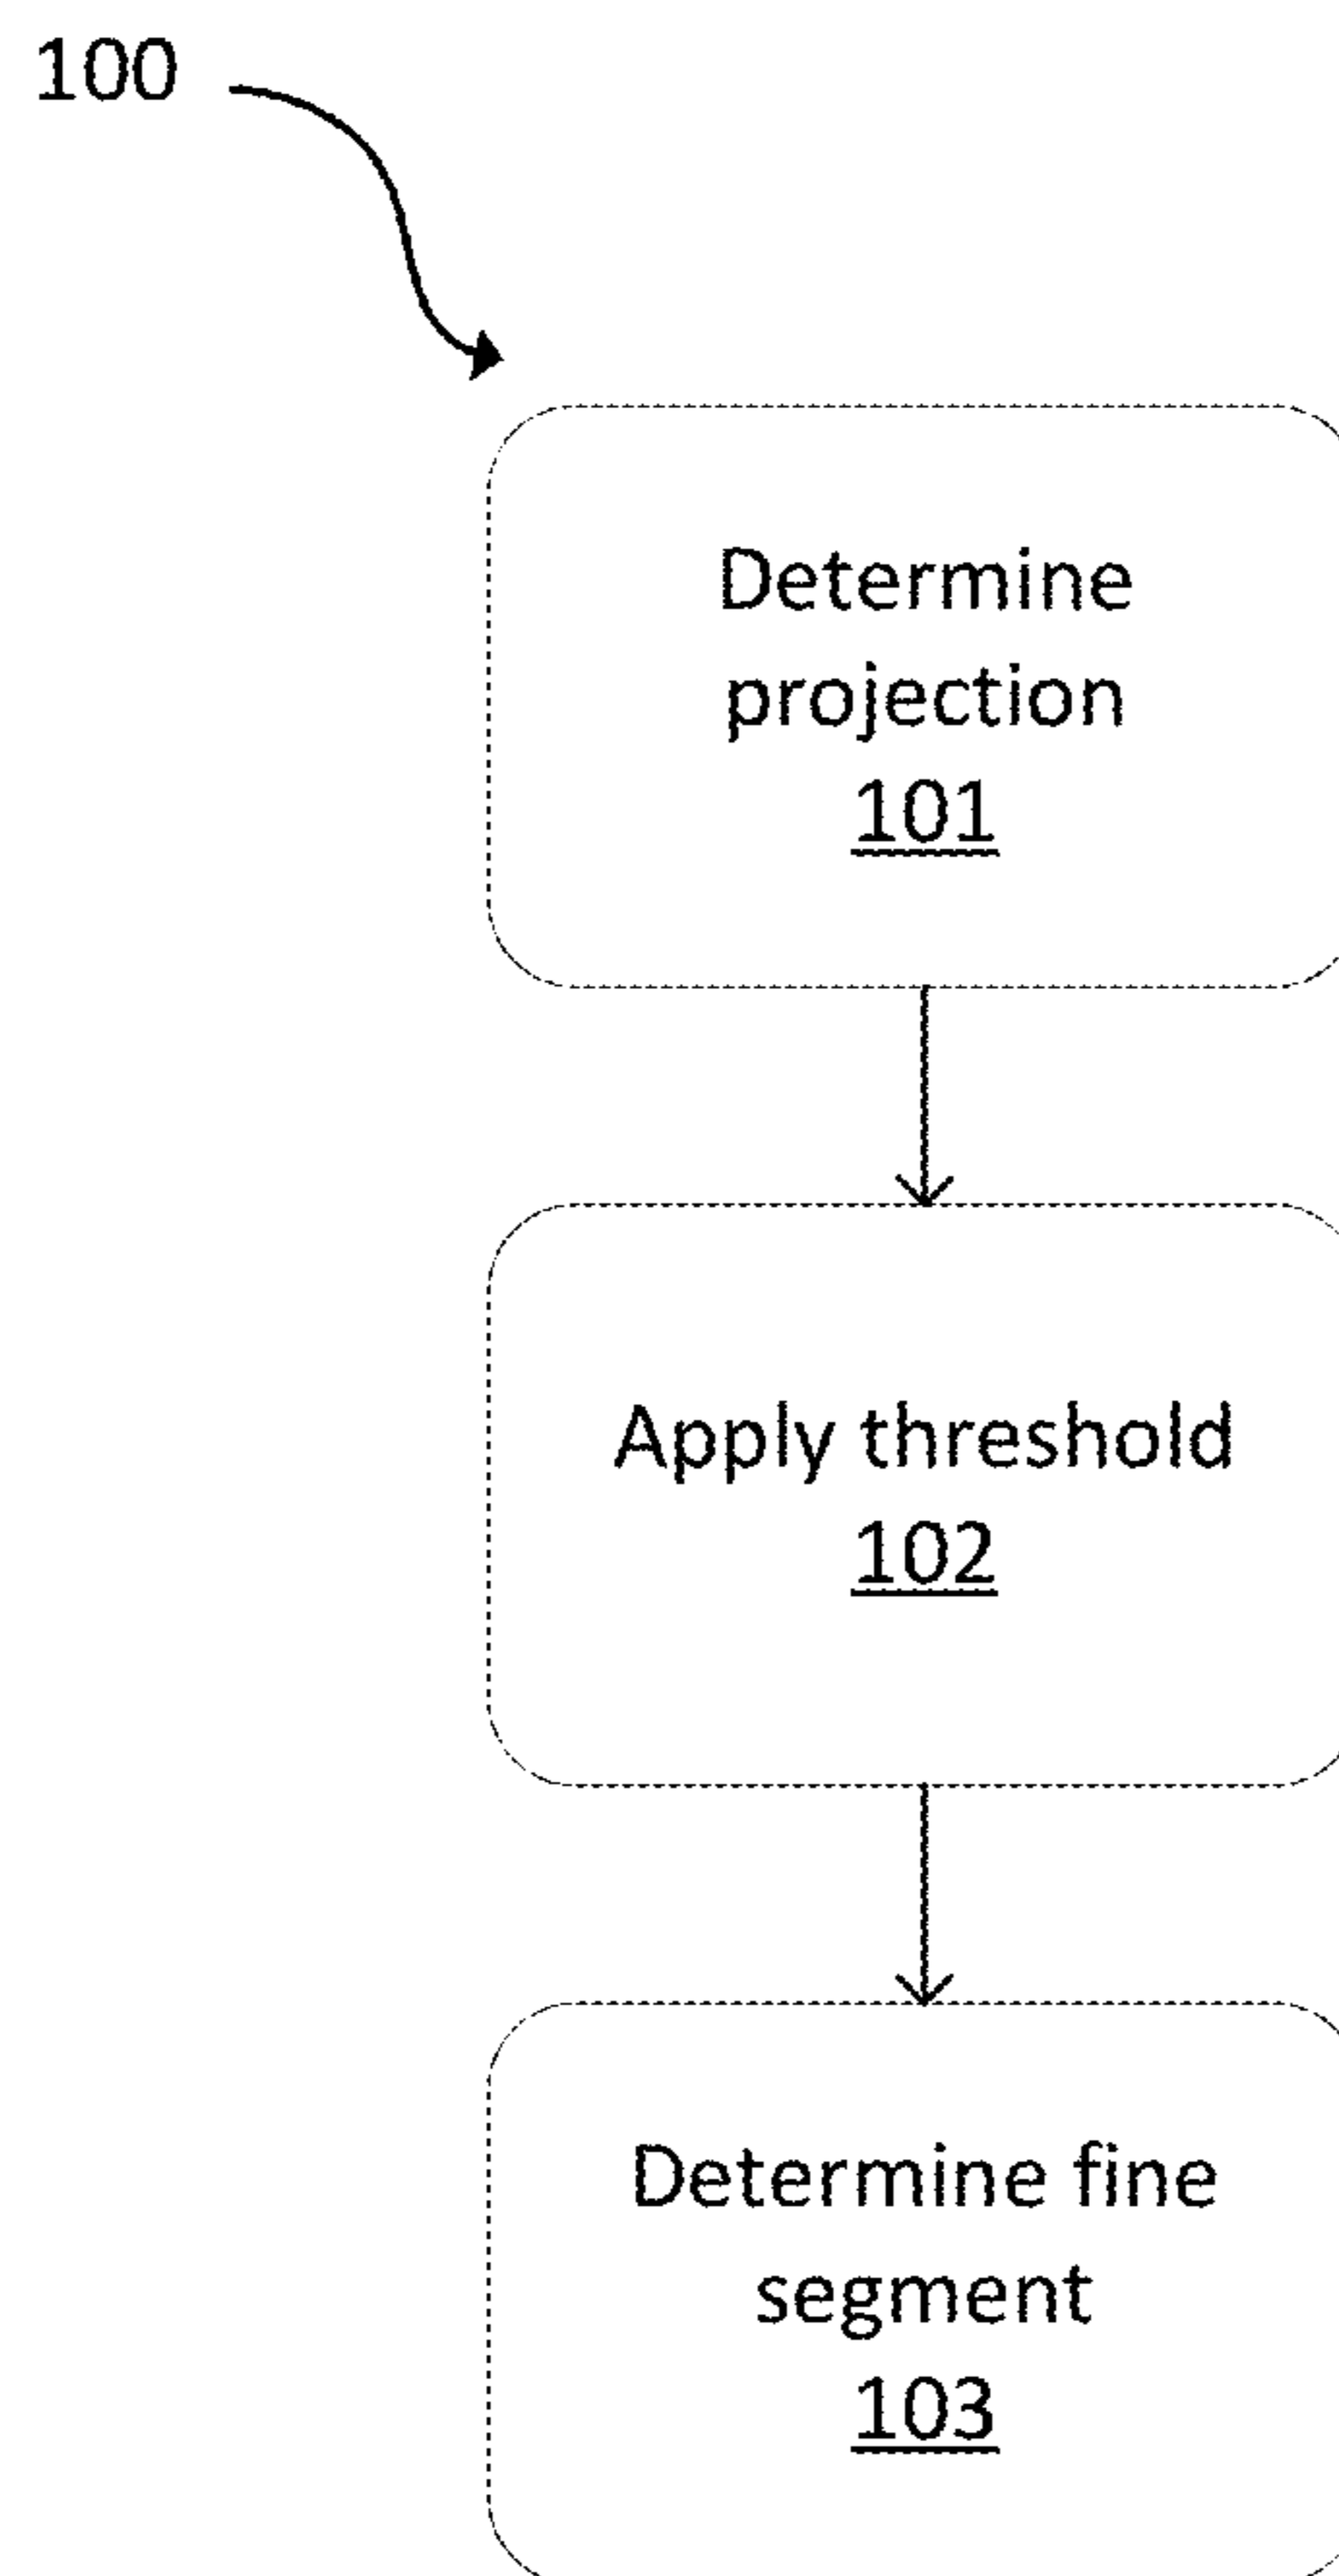 100
Determine
projection
101
Apply threshold
102
Determine fine
segment
103